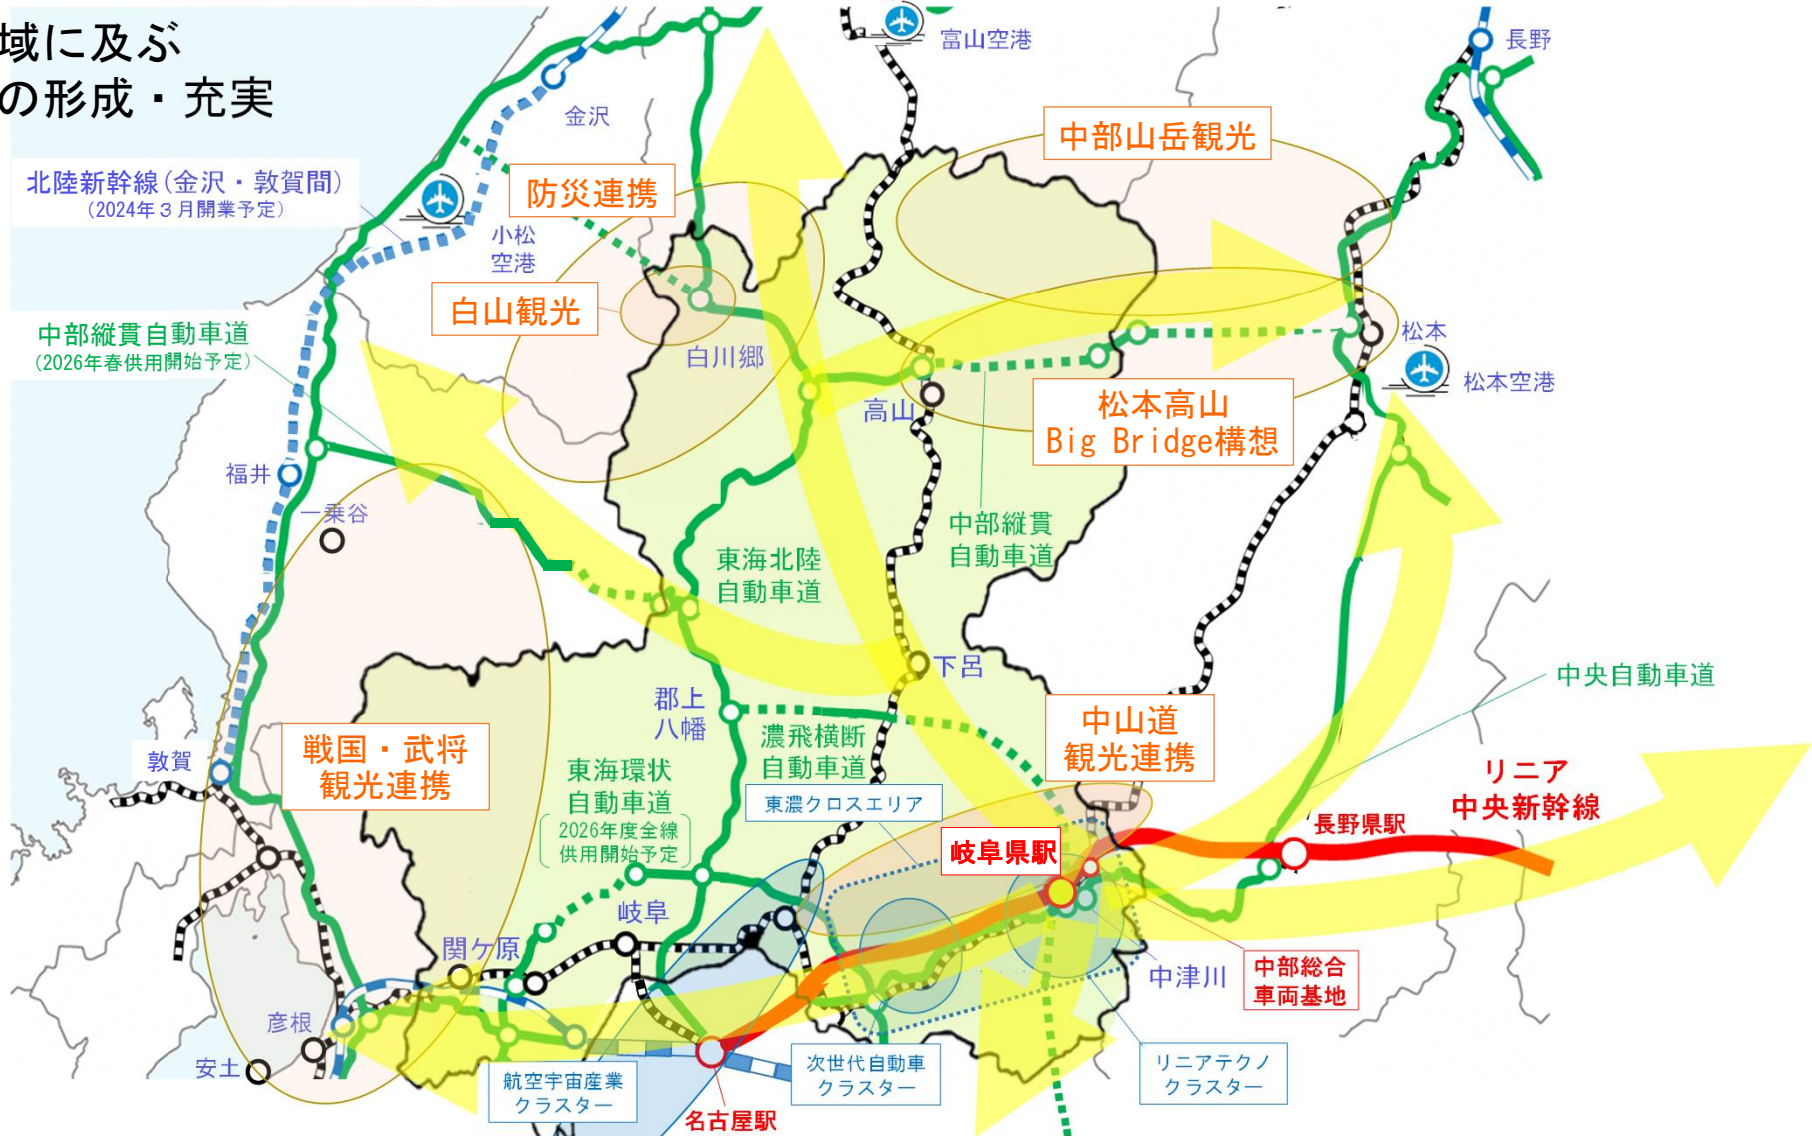 域に及ぶ
の形成・充実
富山空港
長野
金沢
中部山岳観光
北陸新幹線(金沢・敦賀間)
(2024年３月開業予定)
防災連携
小松
空港
白山観光
中部縦貫自動車道
(2026年春供用開始予定)
白川郷
松本
松本空港
高山
松本高山
Big Bridge構想
福井
一乗谷
中部縦貫
自動車道
東海北陸
自動車道
下呂
中央自動車道
郡上
八幡
中山道
観光連携
濃飛横断
自動車道
戦国・武将
観光連携
敦賀
東海環状
自動車道
2026年度全線
供用開始予定
東濃クロスエリア
リニア
中央新幹線
長野県駅
岐阜県駅
岐阜
関ケ原
中津川
中部総合
車両基地
彦根
安土
航空宇宙産業
クラスター
次世代自動車
クラスター
リニアテクノ
クラスター
名古屋駅